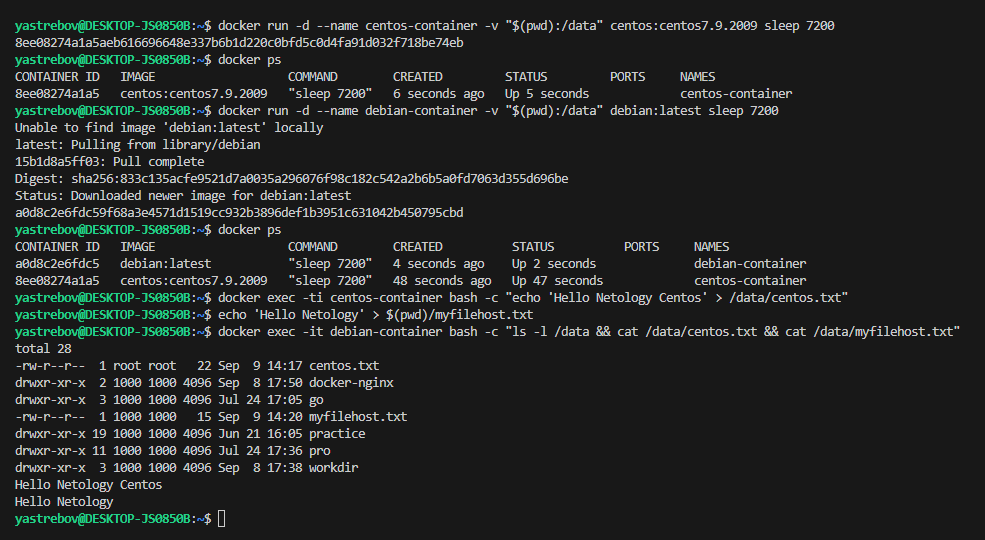 yastrebov@DESKTOP-JS0850B:~$ docker run -d --name centos-container -v "$(pwd):/data" centos:centos7.9.2009 sleep 7200
8ee08274a1a5aeb616696648e337b6b1d220c0bfd5c0d4fa91d032f718be74eb
yastrebov@DESKTOP-JS0850B:~$ docker ps
CONTAINER ID   IMAGE                   COMMAND        CREATED          STATUS         PORTS     NAMES
8ee08274a1a5   centos:centos7.9.2009   "sleep 7200"   6 seconds ago   Up 5 seconds             centos-container
yastrebov@DESKTOP-JS0850B:~$ docker run -d --name debian-container -v "$(pwd):/data" debian:latest sleep 7200
Unable to find image 'debian:latest' locally
latest: Pulling from library/debian
15b1d8a5ff03: Pull complete
Digest: sha256:833c135acfe9521d7a0035a296076f98c182c542a2b6b5a0fd7063d355d696be
Status: Downloaded newer image for debian:latest
a0d8c2e6fdc59f68a3e4571d1519cc932b3896def1b3951c631042b450795cbd
yastrebov@DESKTOP-JS0850B:~$ docker ps
CONTAINER ID   IMAGE                   COMMAND        CREATED          STATUS          PORTS     NAMES
a0d8c2e6fdc5   debian:latest           "sleep 7200"   4 seconds ago    Up 2 seconds              debian-container
8ee08274a1a5   centos:centos7.9.2009   "sleep 7200"   48 seconds ago   Up 47 seconds             centos-container
yastrebov@DESKTOP-JS0850B:~$ docker exec -ti centos-container bash -c "echo 'Hello Netology Centos' > /data/centos.txt"
yastrebov@DESKTOP-JS0850B:~$ echo 'Hello Netology' > $(pwd)/myfilehost.txt
yastrebov@DESKTOP-JS0850B:~$ docker exec -it debian-container bash -c "ls -l /data && cat /data/centos.txt && cat /data/myfilehost.txt"
total 28
-rw-r--r--  1 root root   22 Sep  9 14:17 centos.txt
drwxr-xr-x  2 1000 1000 4096 Sep  8 17:50 docker-nginx
drwxr-xr-x  3 1000 1000 4096 Jul 24 17:05 go
-rw-r--r--  1 1000 1000   15 Sep  9 14:20 myfilehost.txt
drwxr-xr-x 19 1000 1000 4096 Jun 21 16:05 practice
drwxr-xr-x 11 1000 1000 4096 Jul 24 17:36 pro
drwxr-xr-x  3 1000 1000 4096 Sep  8 17:38 workdir
Hello Netology Centos
Hello Netology
yastrebov@DESKTOP-JS0850B:~$